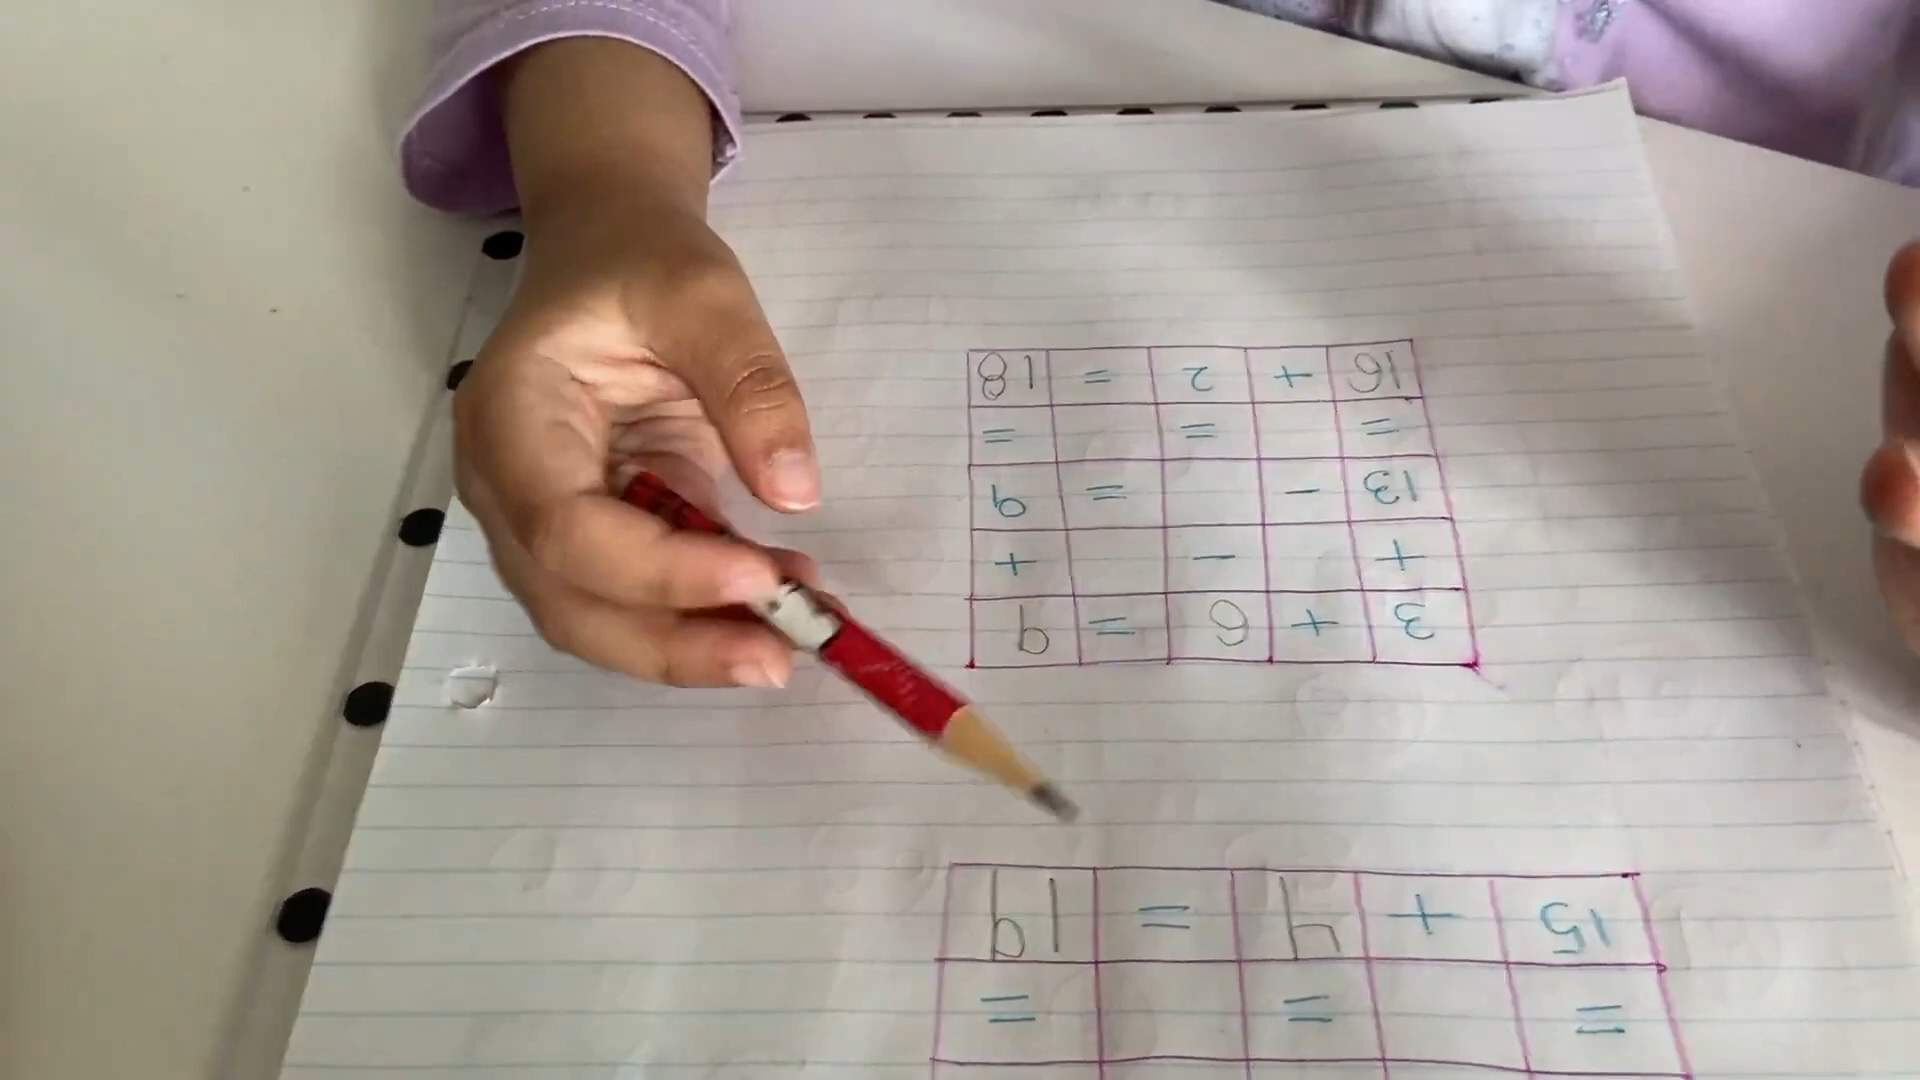 = = =
15 + 4 = 19
3 + 6 = 9
+ - +
13 - = 9
= = =
16 + 2 = 18